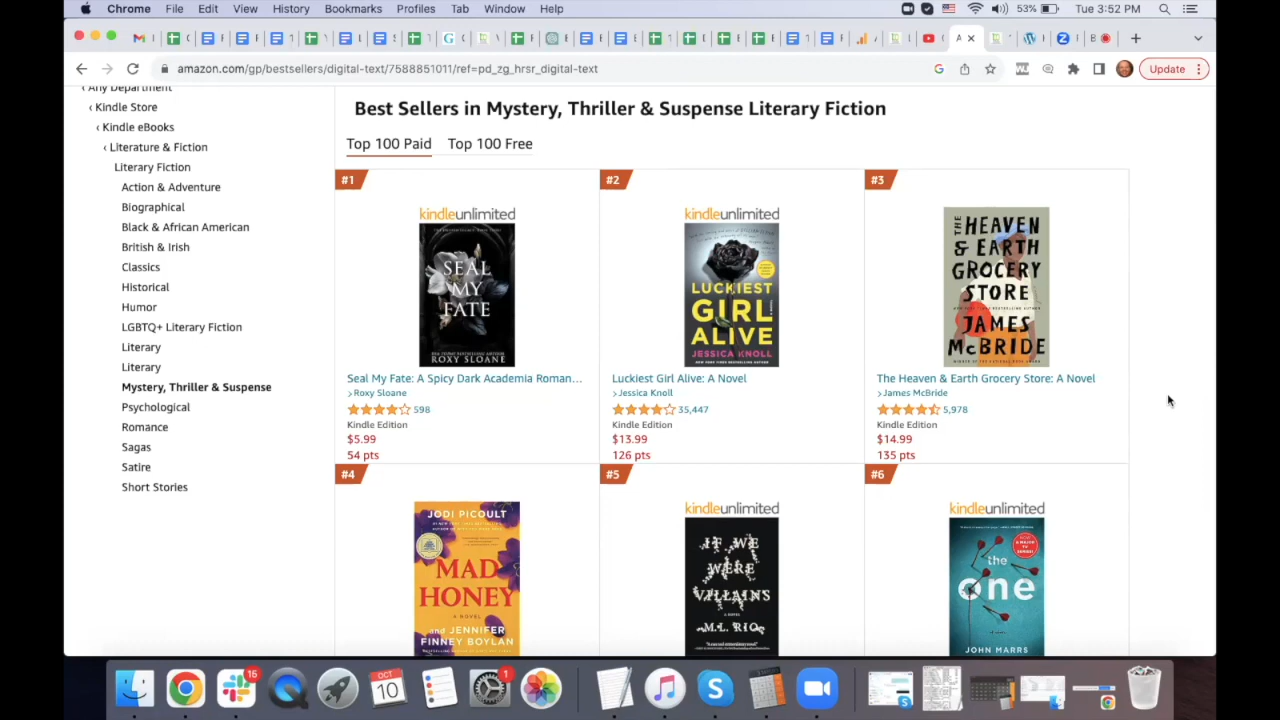 Chrome File Edit View History Bookmarks Profiles Tab Window Help 53% Tue 3:52 PM
amazon.com/gp/bestsellers/digital-text/7588851011/ref=pd_zg_hrsr_digital-text Update
‹ Any Department
‹ Kindle Store
‹ Kindle eBooks
‹ Literature & Fiction
Literary Fiction
Action & Adventure
Biographical
Black & African American
British & Irish
Classics
Historical
Humor
LGBTQ+ Literary Fiction
Literary
Literary
Mystery, Thriller & Suspense
Psychological
Romance
Sagas
Satire
Short Stories
Best Sellers in Mystery, Thriller & Suspense Literary Fiction
Top 100 Paid Top 100 Free
#1
kindleunlimited
SEAL
MY
FATE
ROXY SLOANE
Seal My Fate: A Spicy Dark Academia Roman…
›Roxy Sloane
598
Kindle Edition
$5.99
54 pts
#2
kindleunlimited
LUCKIEST
GIRL
ALIVE
JESSICA KNOLL
Luckiest Girl Alive: A Novel
›Jessica Knoll
35,447
Kindle Edition
$13.99
126 pts
#3
THE
HEAVEN
& EARTH
GROCERY
STORE
JAMES
McBRIDE
The Heaven & Earth Grocery Store: A Novel
›James McBride
5,978
Kindle Edition
$14.99
135 pts
#4
JODI PICOULT
MAD
HONEY
A NOVEL
and JENNIFER
FINNEY BOYLAN
#5
kindleunlimited
IF WE
WERE
VILLAINS
M.L. RIO
#6
kindleunlimited
the
one
JOHN MARRS
16
OCT
10
1